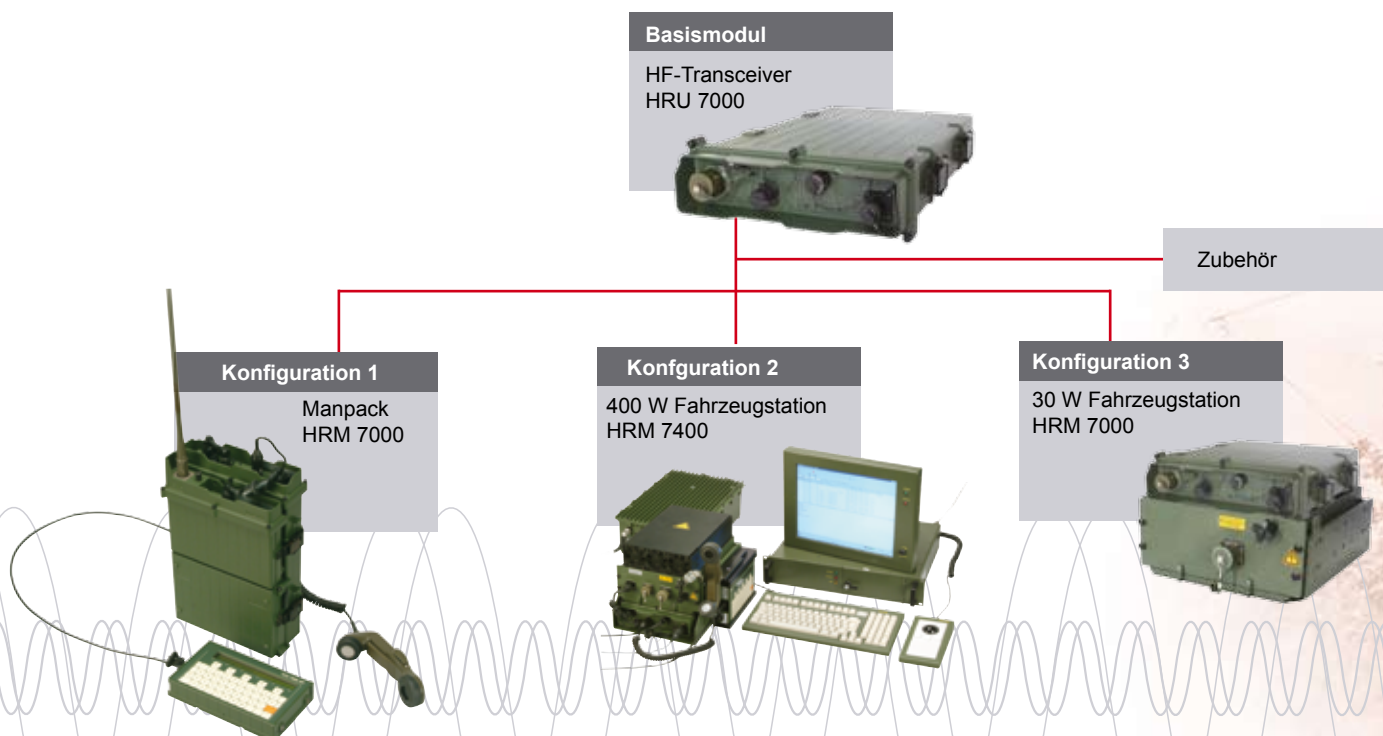 Basismodul
HF-Transceiver
HRU 7000
Zubehör
Konfiguration 1
Manpack
HRM 7000
Konfguration 2
400 W Fahrzeugstation
HRM 7400
Konfiguration 3
30 W Fahrzeugstation
HRM 7000